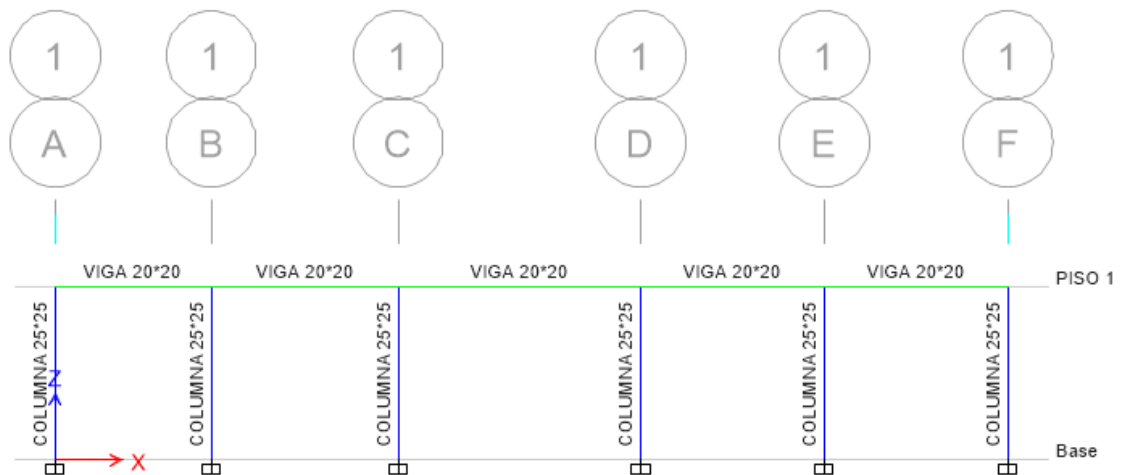 1 1 1 1 1 1
A B C D E F
VIGA 20*20 VIGA 20*20 VIGA 20*20 VIGA 20*20 VIGA 20*20
PISO 1
COLUMNA 25*25
COLUMNA 25*25
COLUMNA 25*25
COLUMNA 25*25
COLUMNA 25*25
COLUMNA 25*25
Z
X
Base